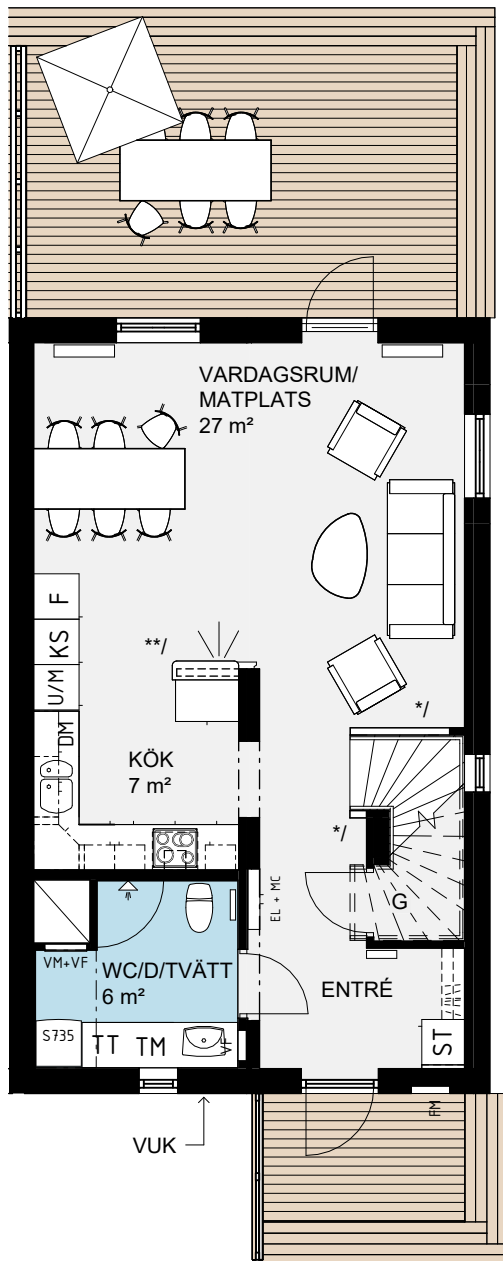 VARDAGSRUM/
MATPLATS
27 m²
F
KS
U/M
DM
**/
*/
KÖK
7 m²
*/
EL + MC
G
VM+VF
WC/D/TVÄTT
6 m²
ENTRÉ
S735
TT
TM
VF
ST
FM
VUK